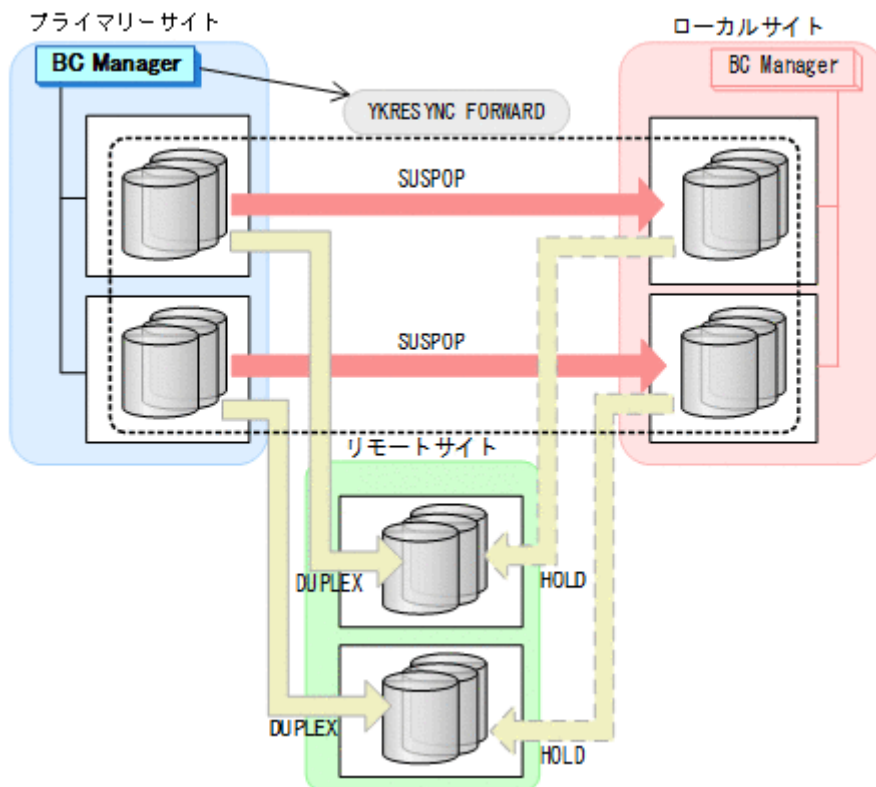 プライマリーサイト
ローカルサイト
BC Manager
BC Manager
YKRESYNC FORWARD
SUSPOP
SUSPOP
リモートサイト
DUPLEX
HOLD
DUPLEX
HOLD